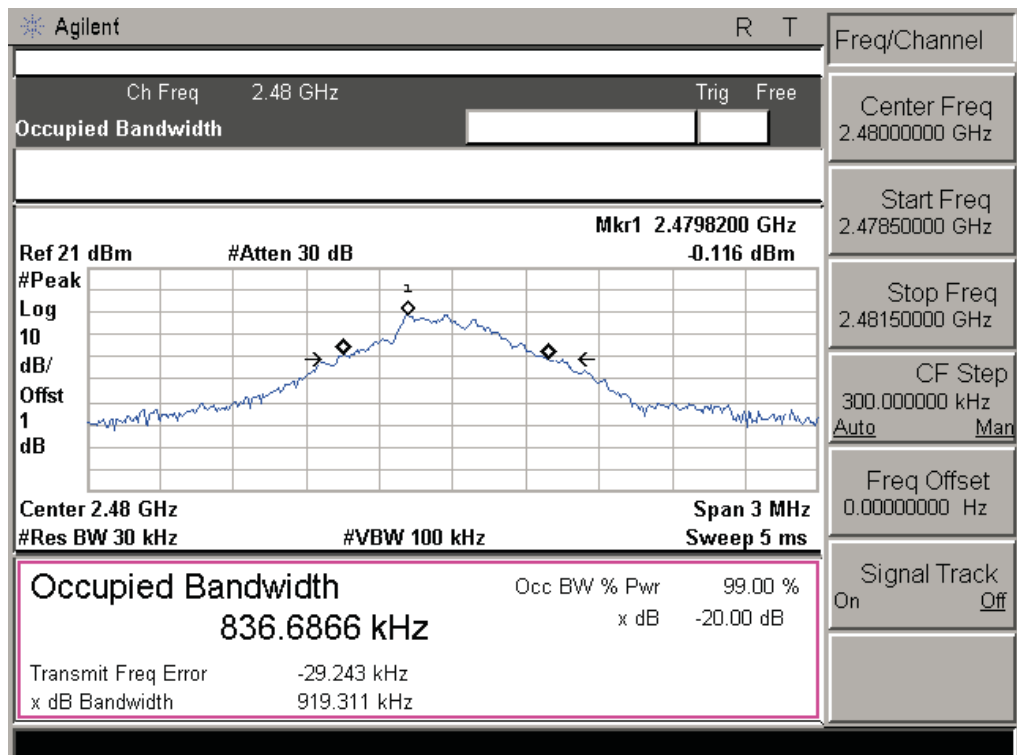 Agilent R T
Ch Freq 2.48 GHz Trig Free
Occupied Bandwidth
Mkr1 2.4798200 GHz
Ref 21 dBm #Atten 30 dB -0.116 dBm
#Peak
Log
10
dB/
Offst
1
dB
1
Center 2.48 GHz Span 3 MHz
#Res BW 30 kHz #VBW 100 kHz Sweep 5 ms
Occupied Bandwidth
836.6866 kHz
Occ BW % Pwr 99.00 %
x dB -20.00 dB
Transmit Freq Error -29.243 kHz
x dB Bandwidth 919.311 kHz
Freq/Channel
Center Freq
2.48000000 GHz
Start Freq
2.47850000 GHz
Stop Freq
2.48150000 GHz
CF Step
300.000000 kHz
Auto Man
Freq Offset
0.00000000 Hz
Signal Track
On Off